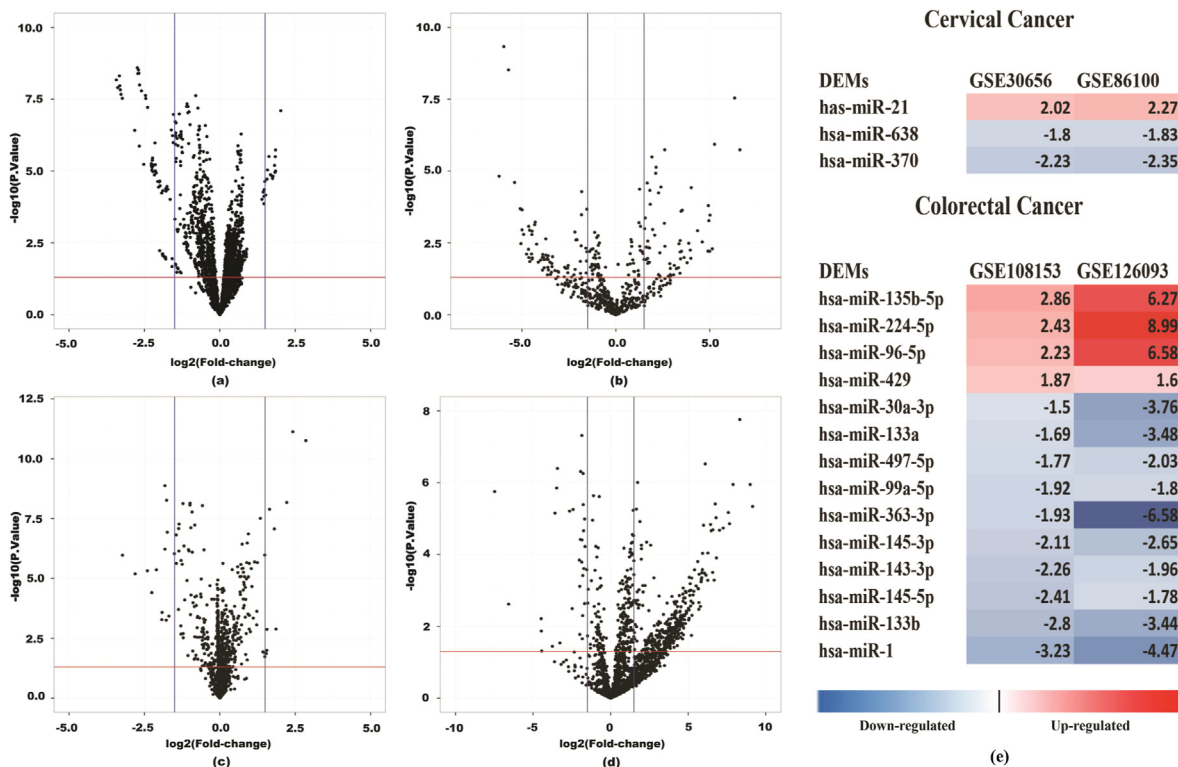 10.0
7.5
5.0
2.5
0.0
-log10(P.Value)
-5.0 -2.5 0.0 2.5 5.0
log2(Fold-change)
(a)
10.0
7.5
5.0
2.5
0.0
-log10(P.Value)
-5.0 0.0 5.0
log2(Fold-change)
(b)
12.5
10.0
7.5
5.0
2.5
0.0
-log10(P.Value)
-5.0 -2.5 0.0 2.5 5.0
log2(Fold-change)
(c)
8
6
4
2
0
-log10(P.Value)
-10 -5 0 5 10
log2(Fold-change)
(d)
Cervical Cancer
DEMs GSE30656 GSE86100
has-miR-21 2.02 2.27
hsa-miR-638 -1.8 -1.83
hsa-miR-370 -2.23 -2.35
Colorectal Cancer
DEMs GSE108153 GSE126093
hsa-miR-135b-5p 2.86 6.27
hsa-miR-224-5p 2.43 8.99
hsa-miR-96-5p 2.23 6.58
hsa-miR-429 1.87 1.6
hsa-miR-30a-3p -1.5 -3.76
hsa-miR-133a -1.69 -3.48
hsa-miR-497-5p -1.77 -2.03
hsa-miR-99a-5p -1.92 -1.8
hsa-miR-363-3p -1.93 -6.58
hsa-miR-145-3p -2.11 -2.65
hsa-miR-143-3p -2.26 -1.96
hsa-miR-145-5p -2.41 -1.78
hsa-miR-133b -2.8 -3.44
hsa-miR-1 -3.23 -4.47
Down-regulated Up-regulated
(e)